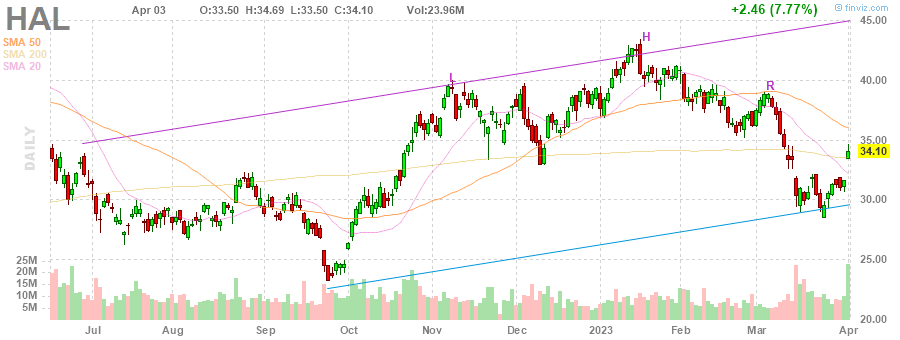 HAL Apr 03 O:33.50 H:34.69 L:33.50 C:34.10 Vol:23.96M +2.46 (7.77%) finviz.com
SMA 50
SMA 200
SMA 20
DAILY
L
H
R
45.00
40.00
35.00
34.10
30.00
25.00
20.00
25M
20M
15M
10M
5M
Jul Aug Sep Oct Nov Dec 2023 Feb Mar Apr